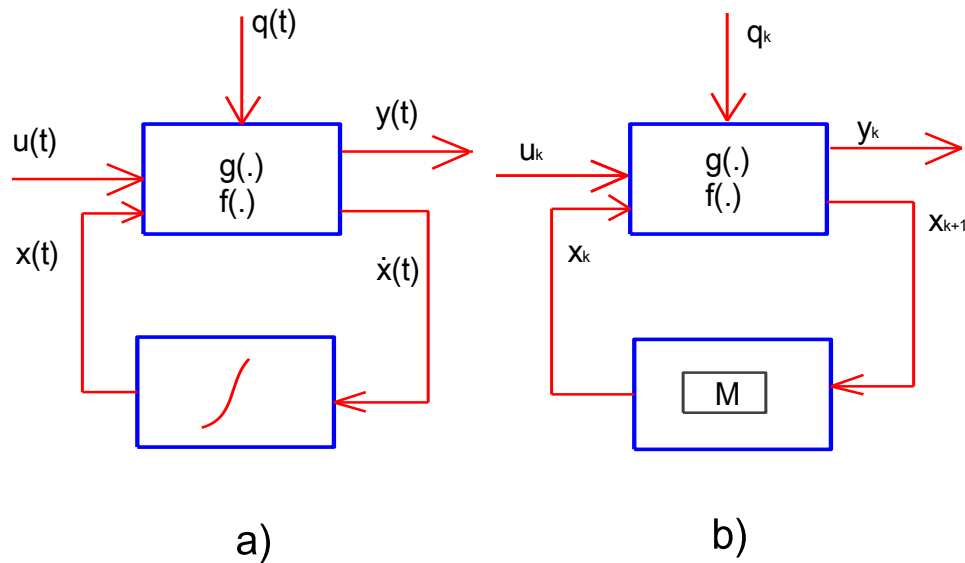 q(t)
y(t)
u(t)
g(.)
f(.)
x(t)
ẋ(t)
a)
qk
yk
uk
g(.)
f(.)
xk
xk+1
M
b)